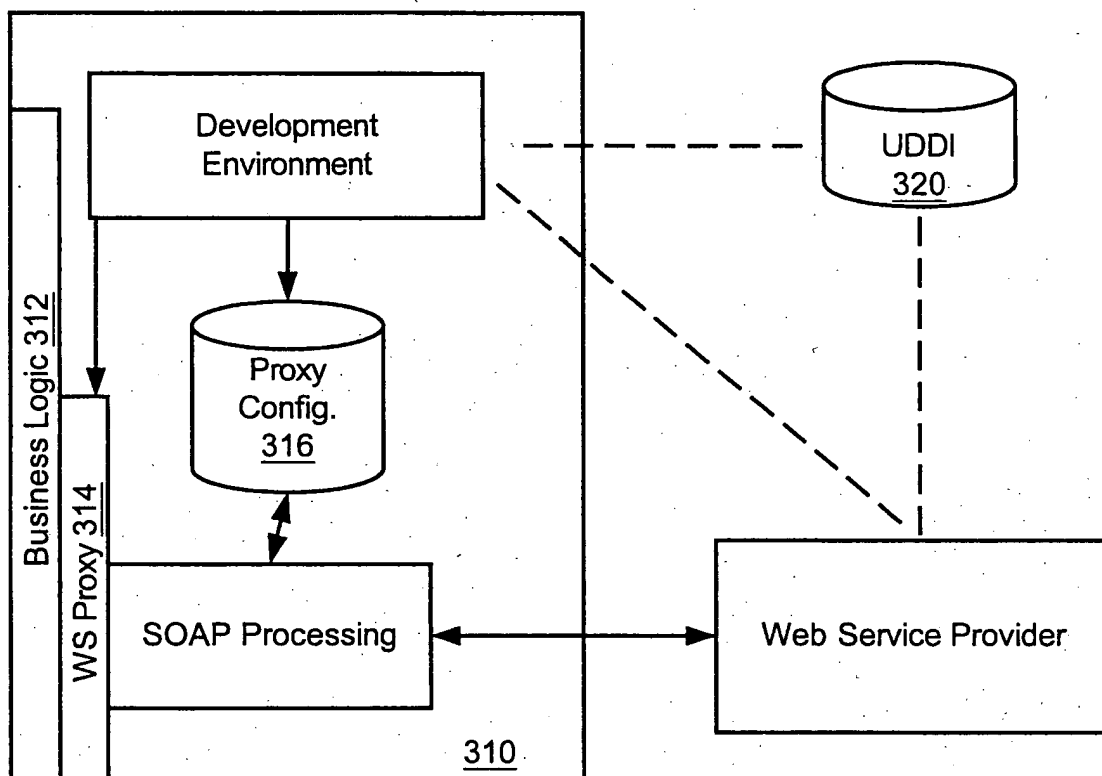 Development
Environment
UDDI
320
Business Logic 312
Proxy
Config.
316
WS Proxy 314
SOAP Processing
Web Service Provider
310